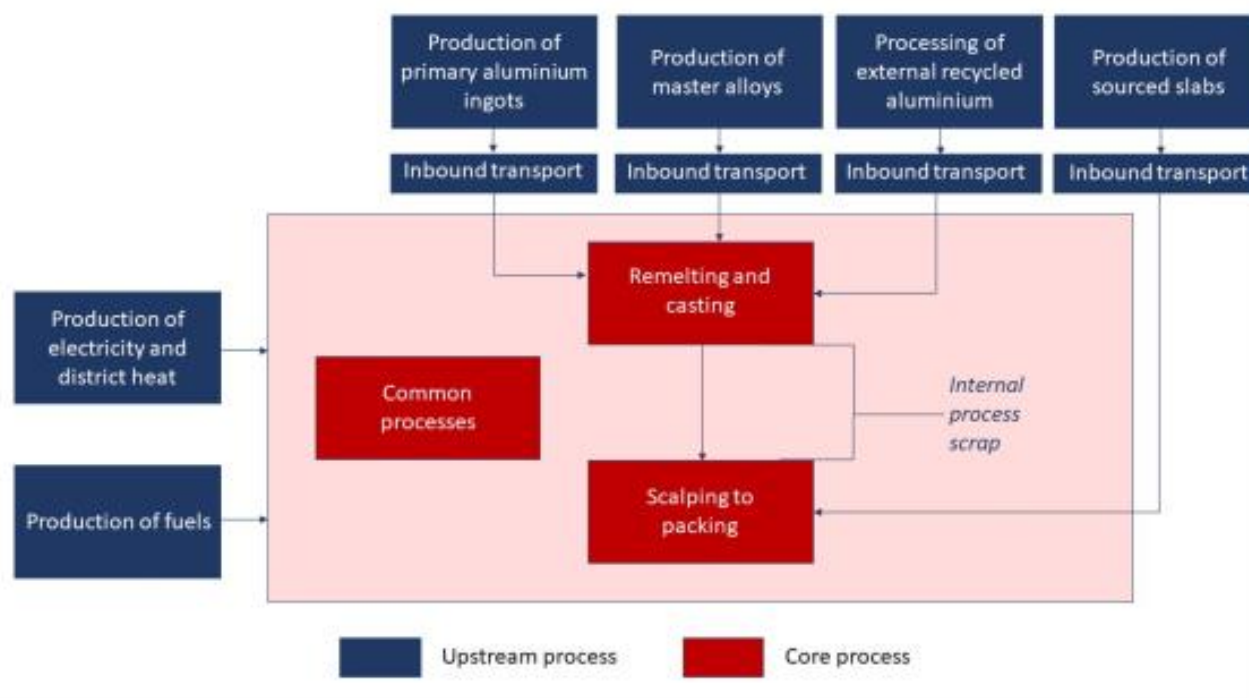 Production of
primary aluminium
ingots
Production of
master alloys
Processing of
external recycled
aluminium
Production of
sourced slabs
Inbound transport
Inbound transport
Inbound transport
Inbound transport
Remelting and
casting
Production of
electricity and
district heat
Common
processes
Internal
process
scrap
Scalping to
packing
Production of fuels
Upstream process
Core process